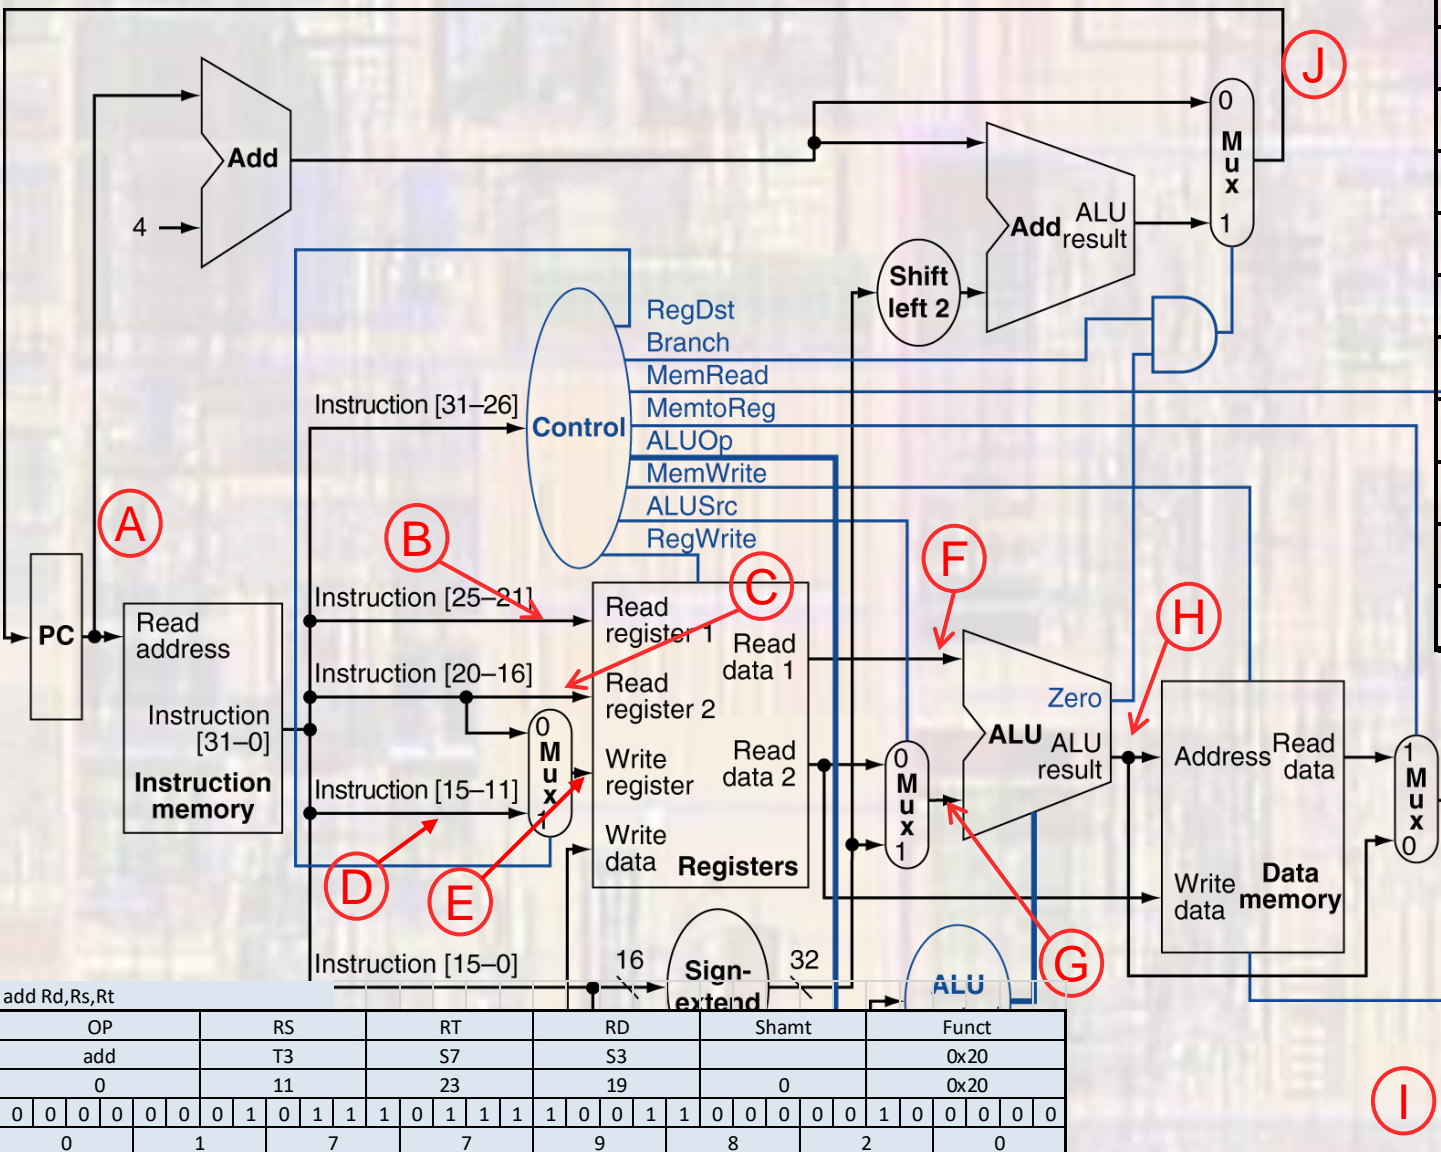 J
0
Mux
1
Add
4
Add
ALU
result
Shift
left 2
RegDst
Branch
MemRead
MemtoReg
ALUOp
MemWrite
ALUSrc
RegWrite
Control
Instruction [31–26]
A
B
C
F
H
Instruction [25–21]
Instruction [20–16]
Instruction [15–11]
Instruction [15–0]
PC
Read
address
Instruction
[31–0]
Instruction
memory
0
Mux
1
Read
register 1
Read
register 2
Write
register
Write
data
Read
data 1
Read
data 2
Registers
0
Mux
1
Zero
ALU
ALU
result
Address
Read
data
Write
data
Data
memory
1
Mux
0
D
E
G
I
16
Sign-
extend
32
ALU
add Rd,Rs,Rt
OP RS RT RD Shamt Funct
add T3 S7 S3 0x20
0 11 23 19 0 0x20
0 0 0 0 0 0 0 1 0 1 1 1 0 1 1 1 1 0 0 1 1 0 0 0 0 0 1 0 0 0 0 0
0 1 7 7 9 8 2 0